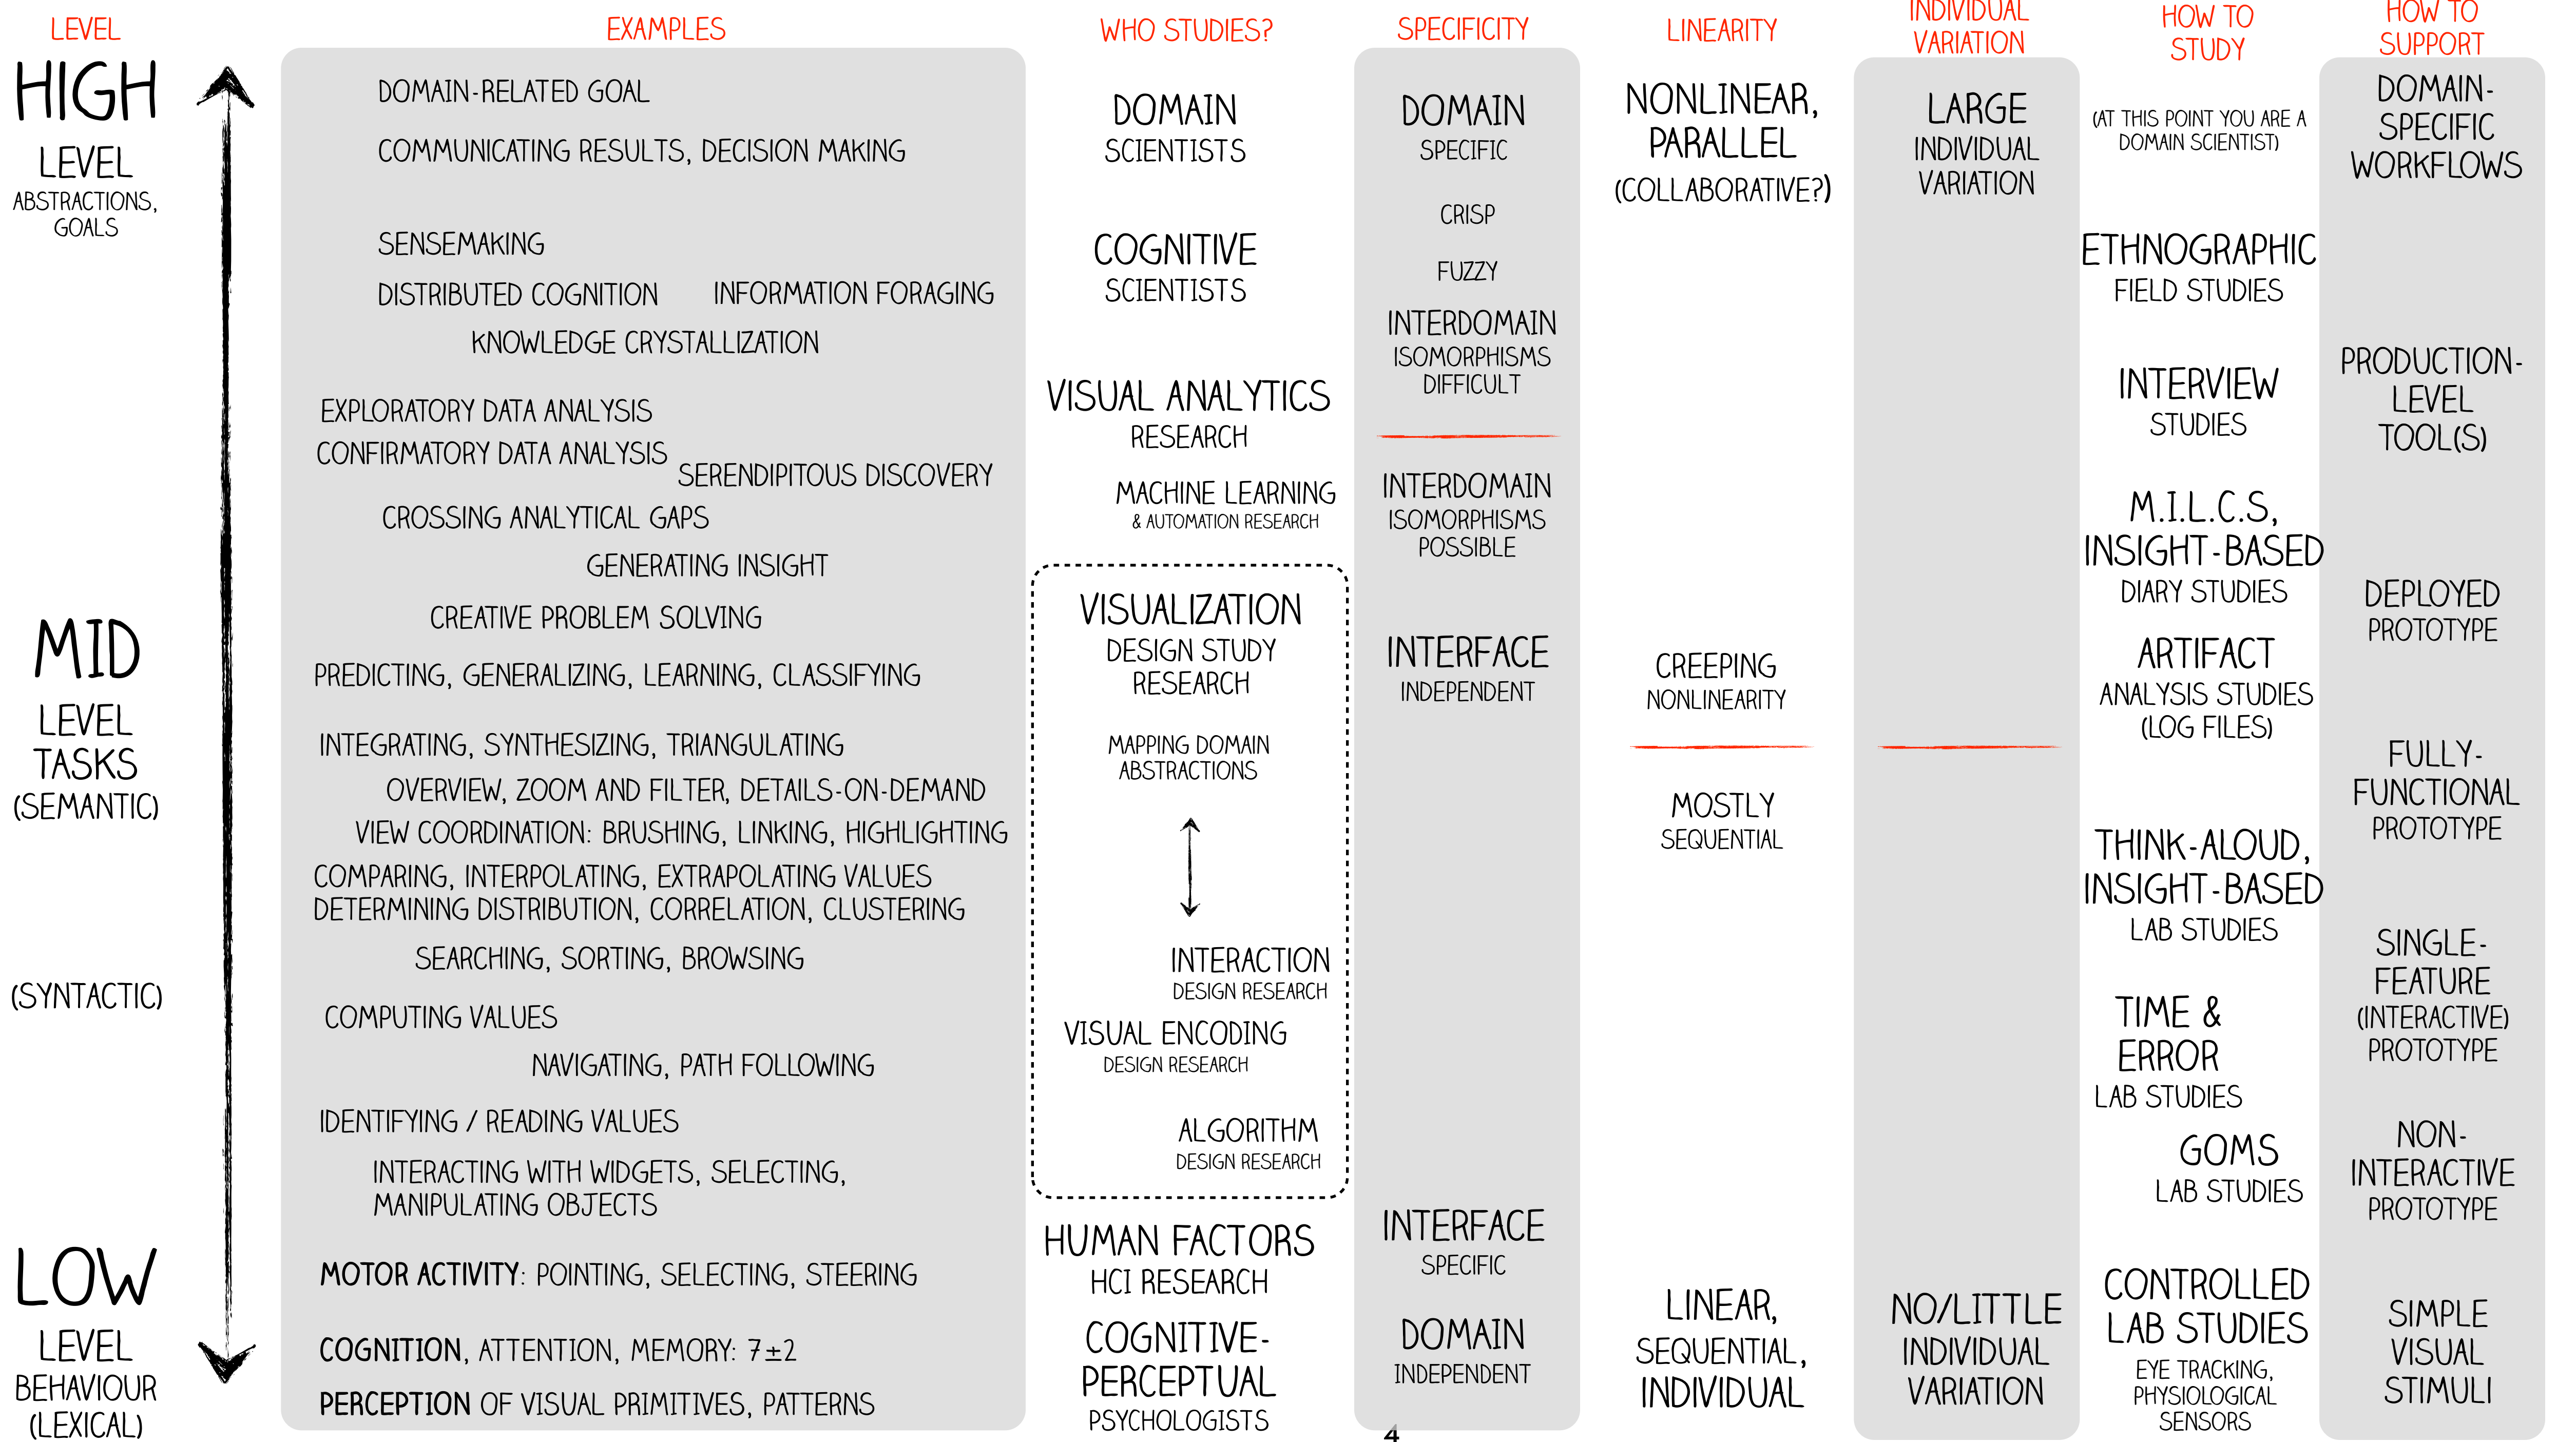 LEVEL
HIGH
LEVEL
ABSTRACTIONS,
GOALS
MID
LEVEL
TASKS
(SEMANTIC)
(SYNTACTIC)
LOW
LEVEL
BEHAVIOUR
(LEXICAL)
EXAMPLES
DOMAIN-RELATED GOAL
COMMUNICATING RESULTS, DECISION MAKING
SENSEMAKING
DISTRIBUTED COGNITION
INFORMATION FORAGING
KNOWLEDGE CRYSTALLIZATION
EXPLORATORY DATA ANALYSIS
CONFIRMATORY DATA ANALYSIS
SERENDIPITOUS DISCOVERY
CROSSING ANALYTICAL GAPS
GENERATING INSIGHT
CREATIVE PROBLEM SOLVING
PREDICTING, GENERALIZING, LEARNING, CLASSIFYING
INTEGRATING, SYNTHESIZING, TRIANGULATING
OVERVIEW, ZOOM AND FILTER, DETAILS-ON-DEMAND
VIEW COORDINATION: BRUSHING, LINKING, HIGHLIGHTING
COMPARING, INTERPOLATING, EXTRAPOLATING VALUES
DETERMINING DISTRIBUTION, CORRELATION, CLUSTERING
SEARCHING, SORTING, BROWSING
COMPUTING VALUES
NAVIGATING, PATH FOLLOWING
IDENTIFYING / READING VALUES
INTERACTING WITH WIDGETS, SELECTING,
MANIPULATING OBJECTS
MOTOR ACTIVITY: POINTING, SELECTING, STEERING
COGNITION, ATTENTION, MEMORY: 7±2
PERCEPTION OF VISUAL PRIMITIVES, PATTERNS
WHO STUDIES?
DOMAIN
SCIENTISTS
COGNITIVE
SCIENTISTS
VISUAL ANALYTICS
RESEARCH
MACHINE LEARNING
& AUTOMATION RESEARCH
VISUALIZATION
DESIGN STUDY
RESEARCH
MAPPING DOMAIN
ABSTRACTIONS
INTERACTION
DESIGN RESEARCH
VISUAL ENCODING
DESIGN RESEARCH
ALGORITHM
DESIGN RESEARCH
HUMAN FACTORS
HCI RESEARCH
COGNITIVE-
PERCEPTUAL
PSYCHOLOGISTS
SPECIFICITY
DOMAIN
SPECIFIC
CRISP
FUZZY
INTERDOMAIN
ISOMORPHISMS
DIFFICULT
INTERDOMAIN
ISOMORPHISMS
POSSIBLE
INTERFACE
INDEPENDENT
INTERFACE
SPECIFIC
DOMAIN
INDEPENDENT
4
LINEARITY
NONLINEAR,
PARALLEL
(COLLABORATIVE?)
CREEPING
NONLINEARITY
MOSTLY
SEQUENTIAL
LINEAR,
SEQUENTIAL,
INDIVIDUAL
INDIVIDUAL
VARIATION
LARGE
INDIVIDUAL
VARIATION
NO/LITTLE
INDIVIDUAL
VARIATION
HOW TO
STUDY
(AT THIS POINT YOU ARE A
DOMAIN SCIENTIST)
ETHNOGRAPHIC
FIELD STUDIES
INTERVIEW
STUDIES
M.I.L.C.S,
INSIGHT-BASED
DIARY STUDIES
ARTIFACT
ANALYSIS STUDIES
(LOG FILES)
THINK-ALOUD,
INSIGHT-BASED
LAB STUDIES
TIME &
ERROR
LAB STUDIES
GOMS
LAB STUDIES
CONTROLLED
LAB STUDIES
EYE TRACKING,
PHYSIOLOGICAL
SENSORS
HOW TO
SUPPORT
DOMAIN-
SPECIFIC
WORKFLOWS
PRODUCTION-
LEVEL
TOOL(S)
DEPLOYED
PROTOTYPE
FULLY-
FUNCTIONAL
PROTOTYPE
SINGLE-
FEATURE
(INTERACTIVE)
PROTOTYPE
NON-
INTERACTIVE
PROTOTYPE
SIMPLE
VISUAL
STIMULI